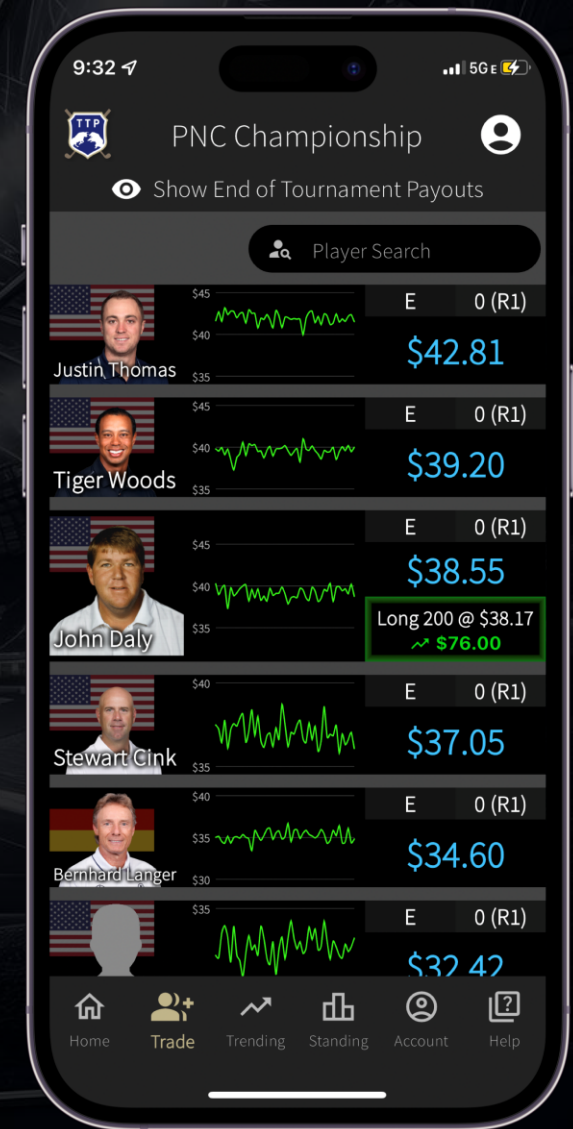 9:32
5G E
TTP
PNC Championship
Show End of Tournament Payouts
Player Search
$45
$40
$35
Justin Thomas
E 0 (R1)
$42.81
$45
$40
$35
Tiger Woods
E 0 (R1)
$39.20
$45
$40
$35
John Daly
E 0 (R1)
$38.55
Long 200 @ $38.17
$76.00
$40
$35
Stewart Cink
E 0 (R1)
$37.05
$40
$35
$30
Bernhard Langer
E 0 (R1)
$34.60
$35
E 0 (R1)
$32.42
Home Trade Trending Standing Account Help